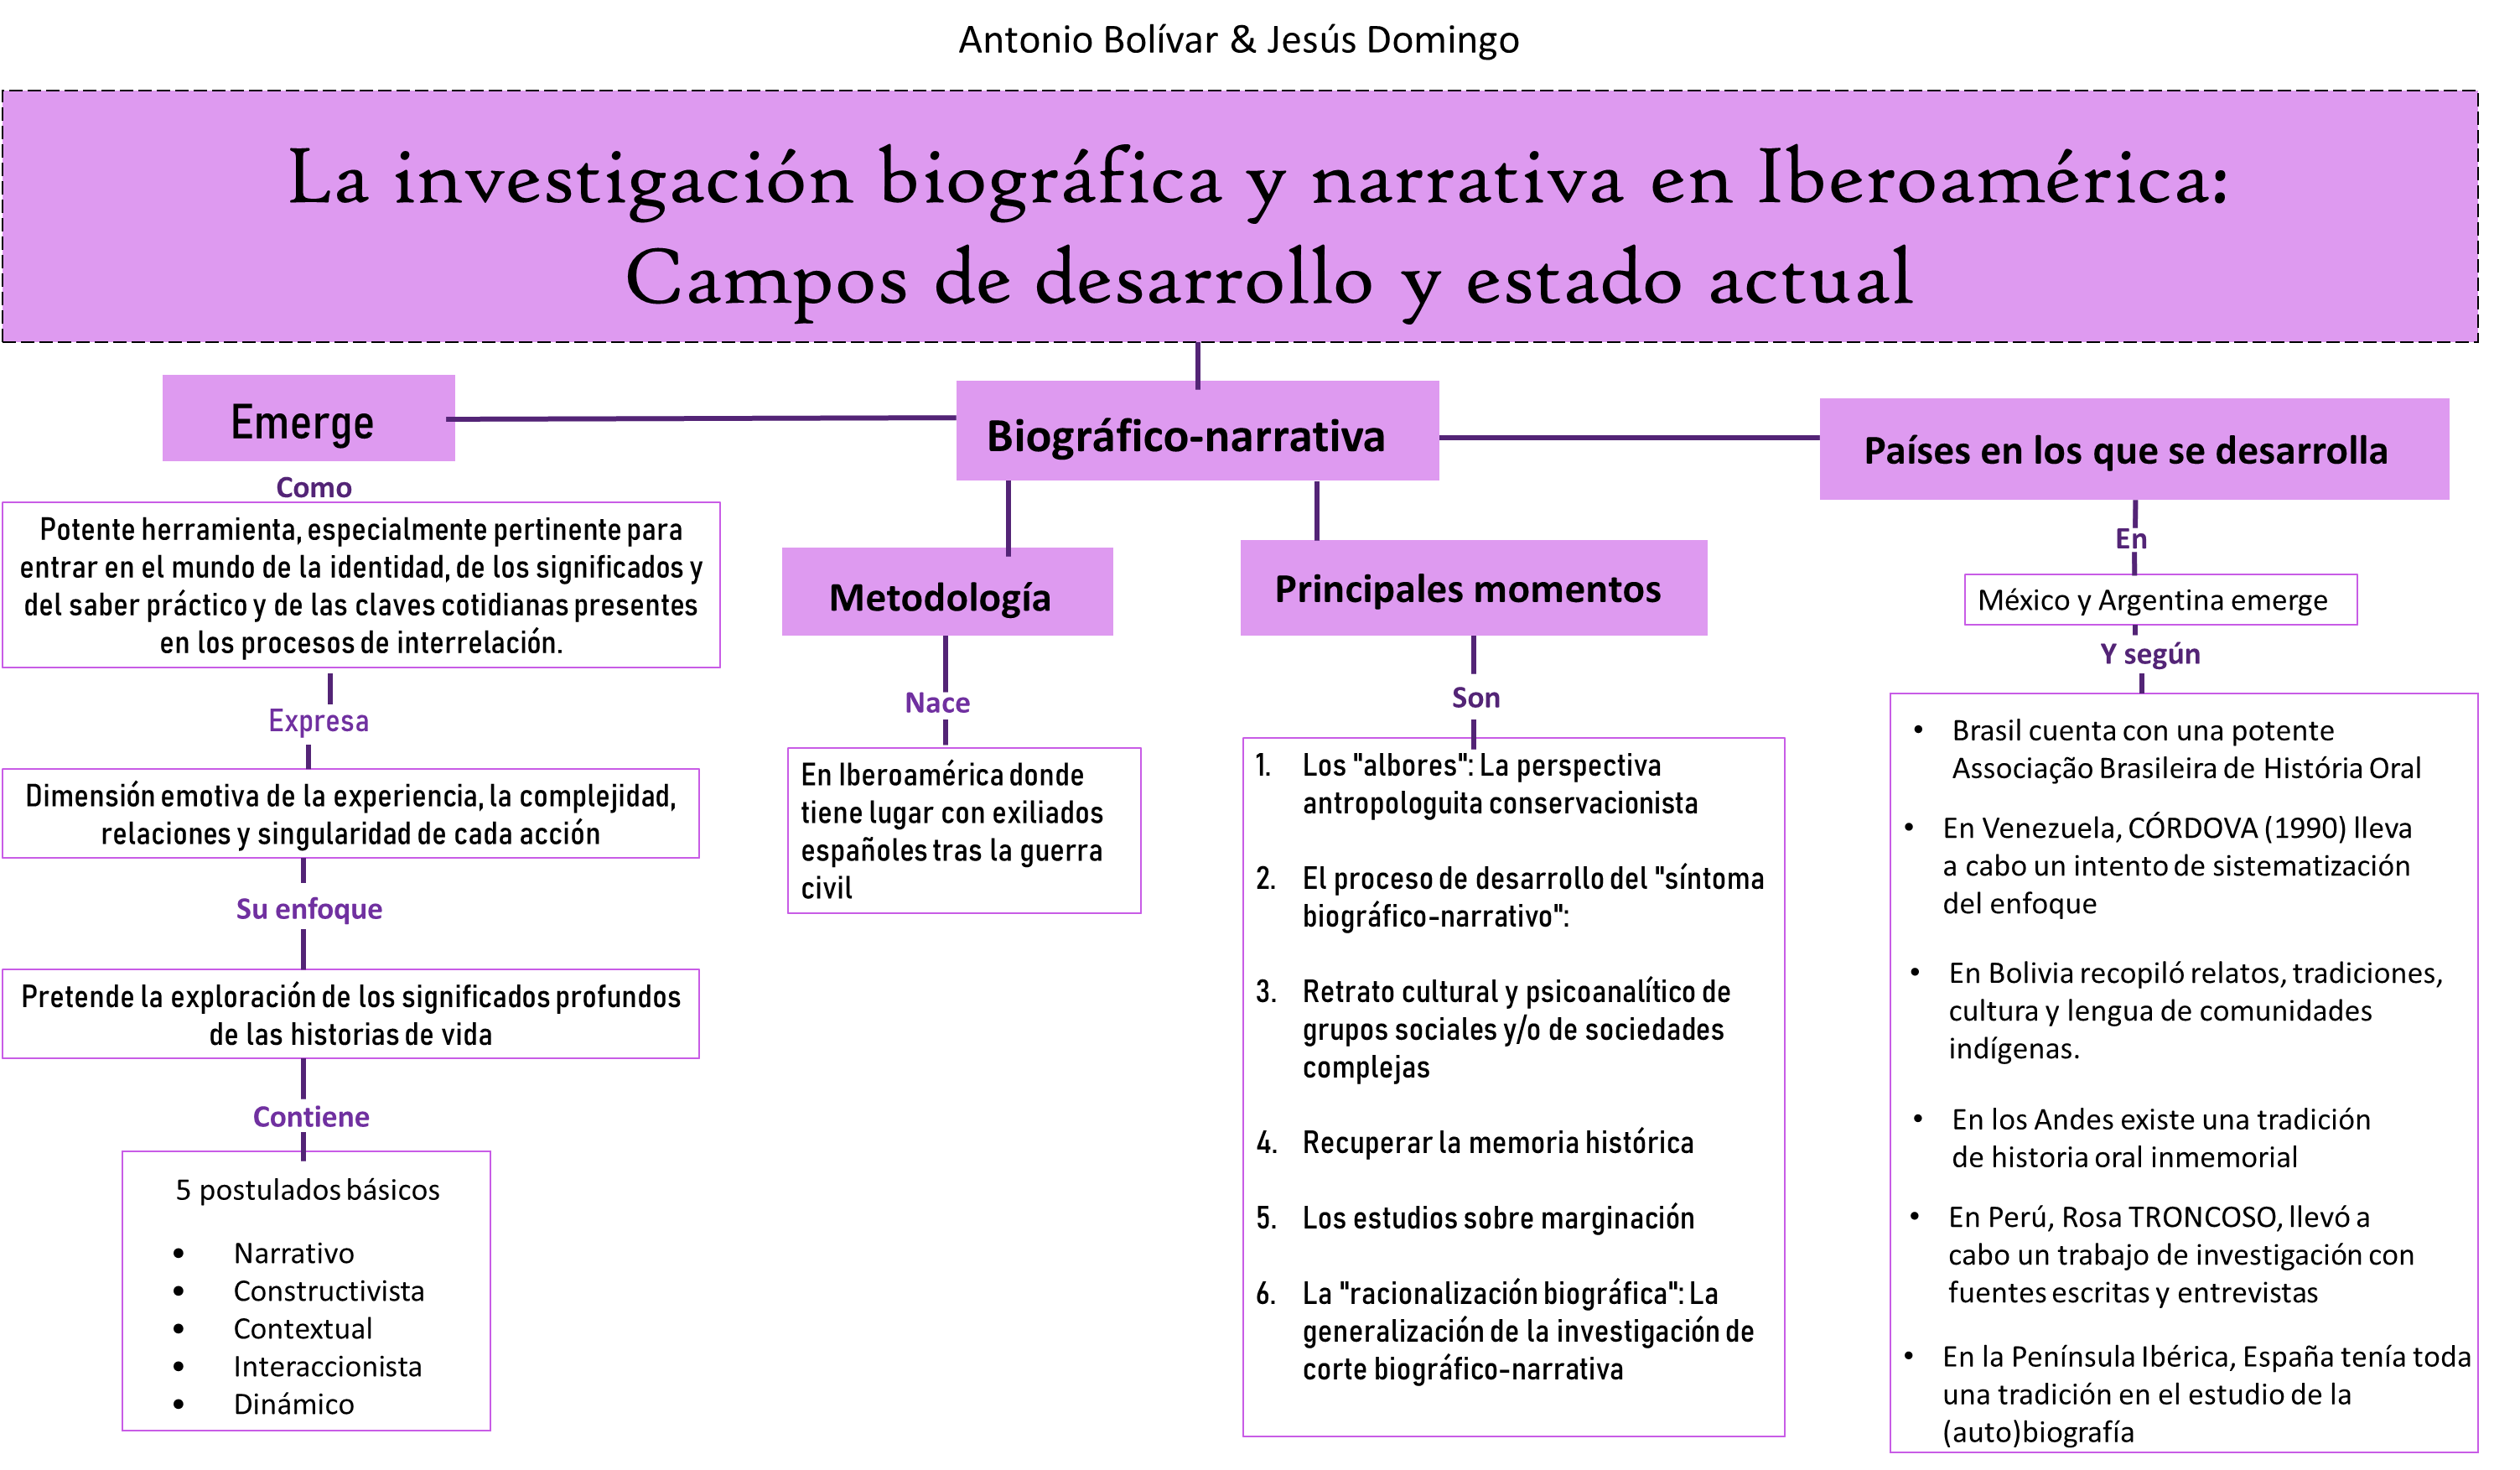 Antonio Bolívar & Jesús Domingo
La investigación biográfica y narrativa en Iberoamérica:
Campos de desarrollo y estado actual
Emerge
Como
Potente herramienta, especialmente pertinente para
entrar en el mundo de la identidad, de los significados y
del saber práctico y de las claves cotidianas presentes
en los procesos de interrelación.
Expresa
Dimensión emotiva de la experiencia, la complejidad,
relaciones y singularidad de cada acción
Su enfoque
Pretende la exploración de los significados profundos
de las historias de vida
Contiene
5 postulados básicos
• Narrativo
• Constructivista
• Contextual
• Interaccionista
• Dinámico
Biográfico-narrativa
Metodología
Nace
En Iberoamérica donde
tiene lugar con exiliados
españoles tras la guerra
civil
Principales momentos
Son
1. Los "albores": La perspectiva
antropologuita conservacionista
2. El proceso de desarrollo del "síntoma
biográfico-narrativo":
3. Retrato cultural y psicoanalítico de
grupos sociales y/o de sociedades
complejas
4. Recuperar la memoria histórica
5. Los estudios sobre marginación
6. La "racionalización biográfica": La
generalización de la investigación de
corte biográfico-narrativa
Países en los que se desarrolla
En
México y Argentina emerge
Y según
• Brasil cuenta con una potente
Associação Brasileira de História Oral
• En Venezuela, CÓRDOVA (1990) lleva
a cabo un intento de sistematización
del enfoque
• En Bolivia recopiló relatos, tradiciones,
cultura y lengua de comunidades
indígenas.
• En los Andes existe una tradición
de historia oral inmemorial
• En Perú, Rosa TRONCOSO, llevó a
cabo un trabajo de investigación con
fuentes escritas y entrevistas
• En la Península Ibérica, España tenía toda
una tradición en el estudio de la
(auto)biografía